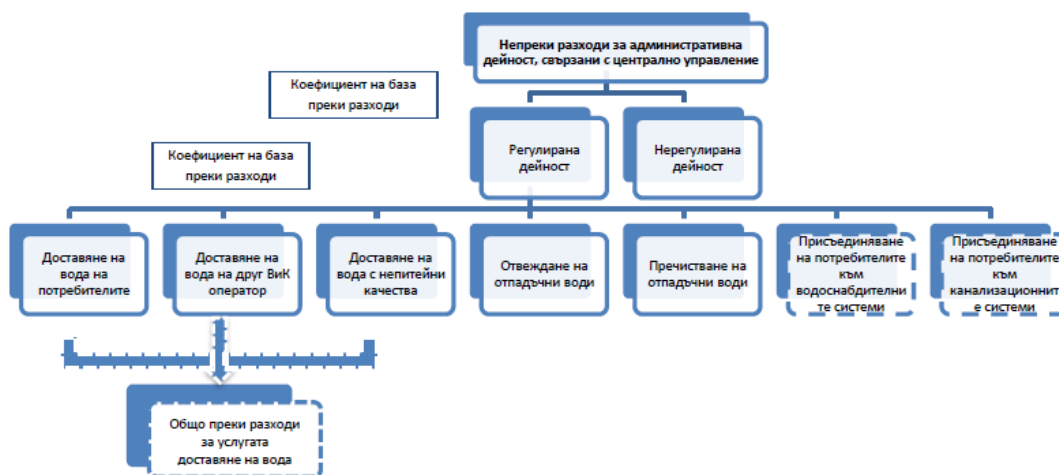 Непреки разходи за административна
дейност, свързани с централно управление
Коефициент на база
преки разходи
Регулирана
дейност
Нерегулирана
дейност
Коефициент на база
преки разходи
Доставяне на
вода на
потребителите
Доставяне на
вода на друг ВиК
оператор
Доставяне на
вода с непитейни
качества
Отвеждане на
отпадъчни води
Пречистване на
отпадъчни води
Присъединяване
на потребителите
към
водоснабдителни
те системи
Присъединяване
на потребителите
към
канализационнит
е системи
Общо преки разходи
за услугата
доставяне на вода